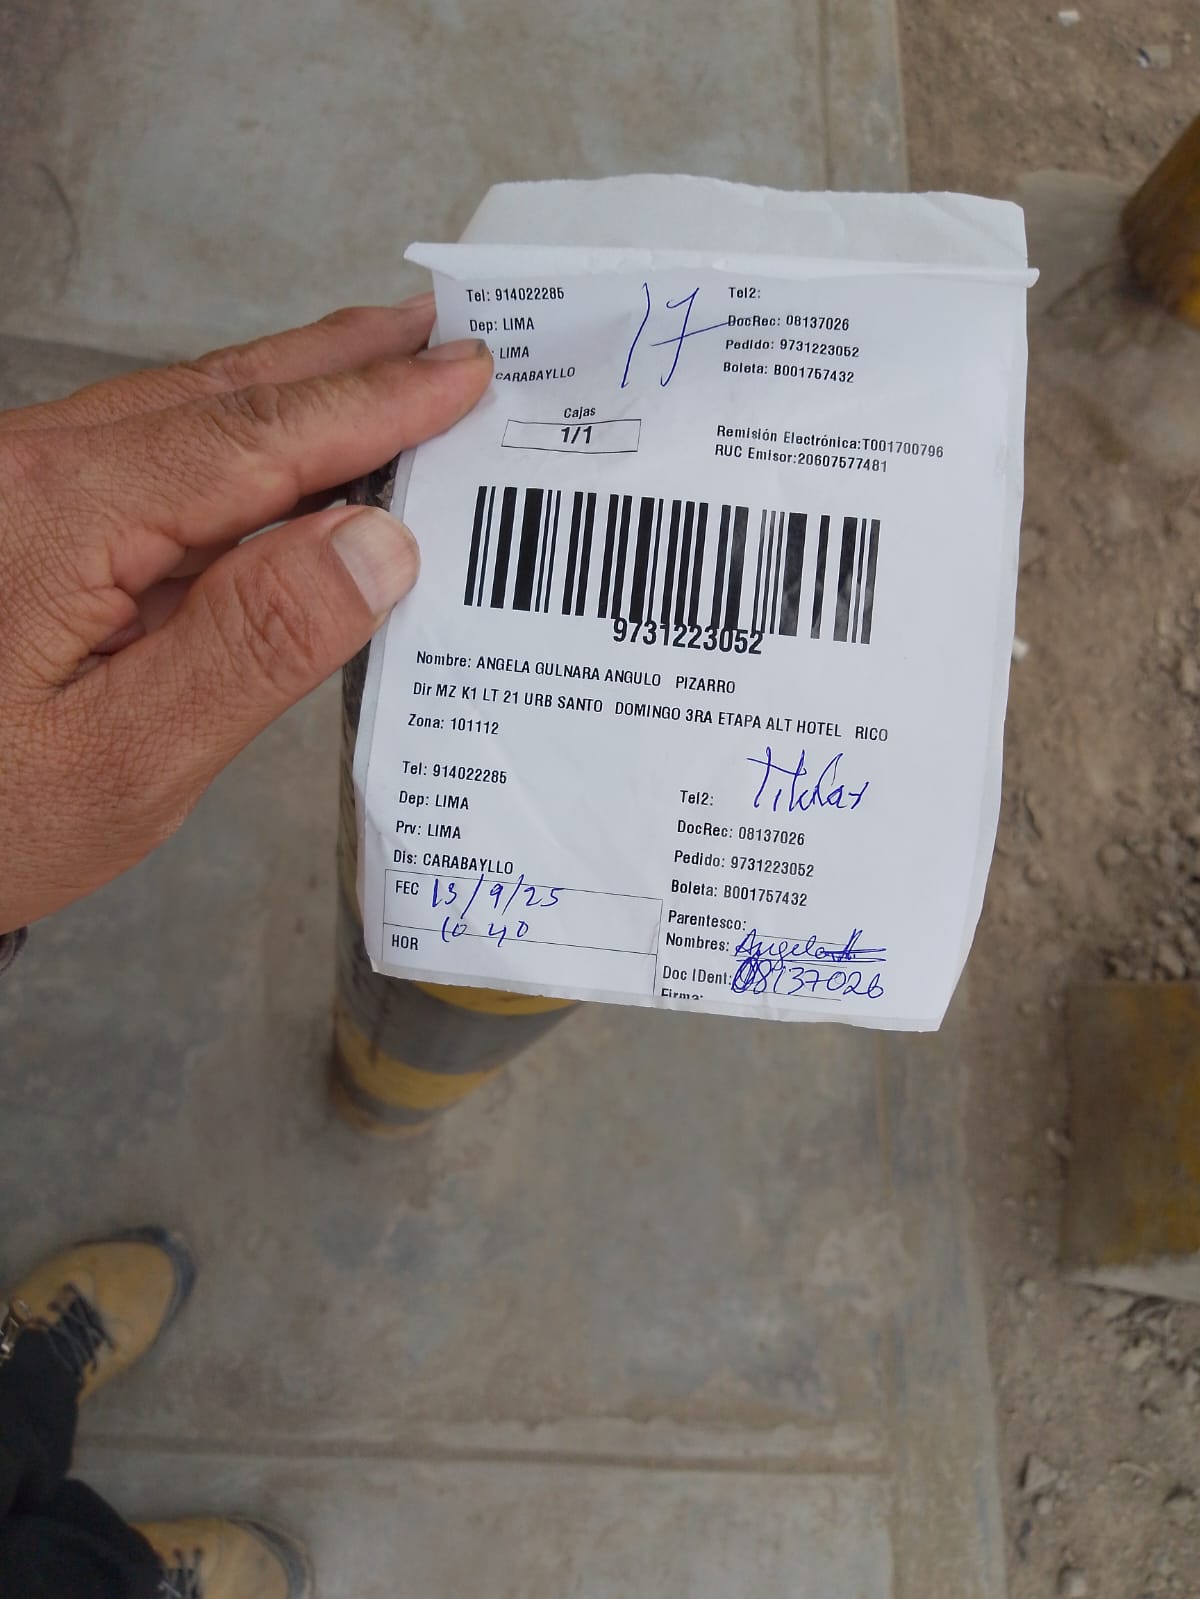 Tel: 914022285
Tel2:
17
Dep: LIMA
DocRec: 08137026
: LIMA
Pedido: 9731223052
CARABAYLLO
Boleta: B001757432
Cajas
1/1
Remisión Electrónica:T001700796
RUC Emisor:20607577481
9731223052
Nombre: ANGELA GULNARA ANGULO PIZARRO
Dir MZ K1 LT 21 URB SANTO DOMINGO 3RA ETAPA ALT HOTEL RICO
Zona: 101112
Titular
Tel: 914022285
Tel2:
Dep: LIMA
DocRec: 08137026
Prv: LIMA
Pedido: 9731223052
Dis: CARABAYLLO
Boleta: B001757432
FEC 13/9/25
Parentesco:
HOR 10 40
Nombres: Angela
Doc IDent: 08137026
Firma: